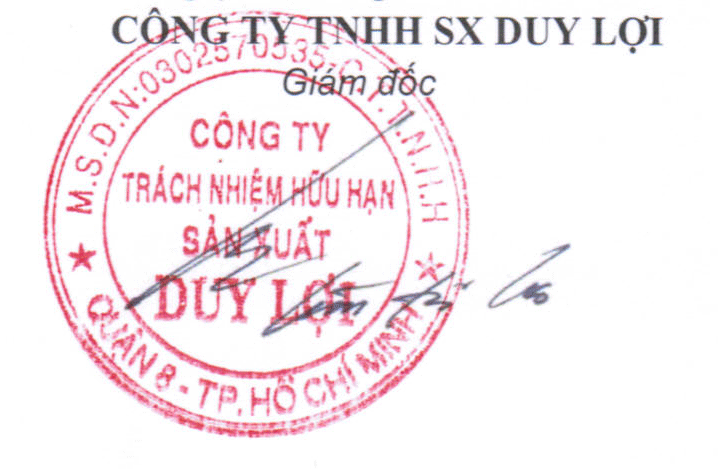 CÔNG TY TNHH SX DUY LỢI
Giám đốc
M.S.D.N:0302570535-C.T.T.N.H.H
CÔNG TY
TRÁCH NHIỆM HỮU HẠN
SẢN XUẤT
DUY LỢI
QUẬN 8 - TP. HỒ CHÍ MINH